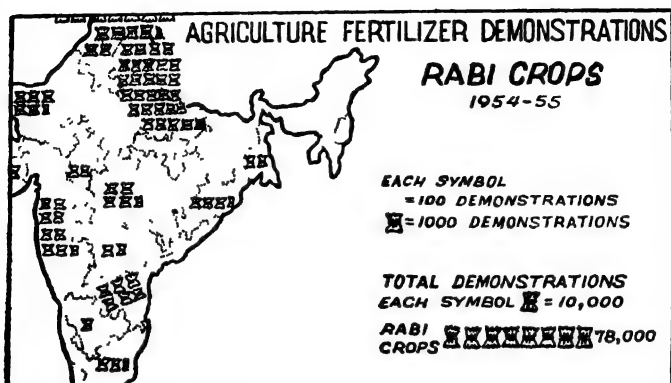 AGRICULTURE FERTILIZER DEMONSTRATIONS
RABI CROPS
1954-55
EACH SYMBOL
=100 DEMONSTRATIONS
=1000 DEMONSTRATIONS
TOTAL DEMONSTRATIONS
EACH SYMBOL =10,000
RABI
CROPS 78,000